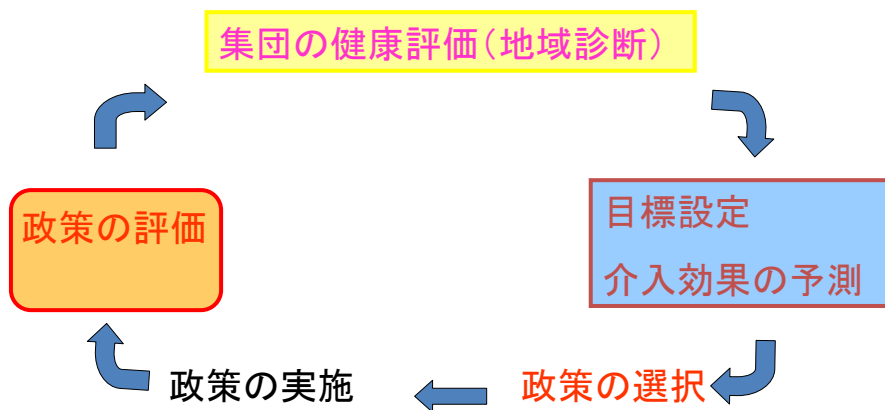 集団の健康評価（地域診断）
目標設定
介入効果の予測
政策の選択
政策の実施
政策の評価